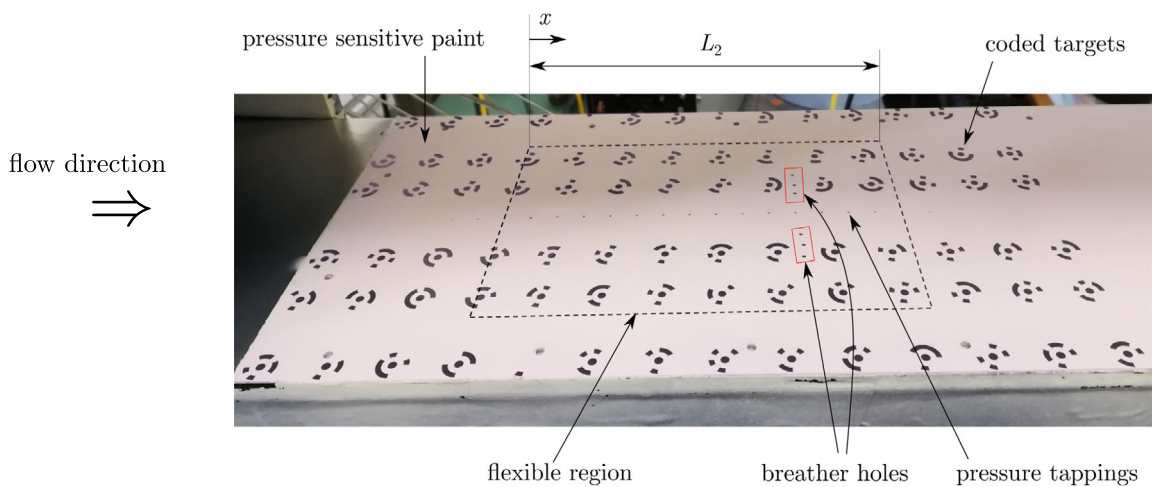 x
pressure sensitive paint
L₂
coded targets
flow direction
flexible region
breather holes
pressure tappings